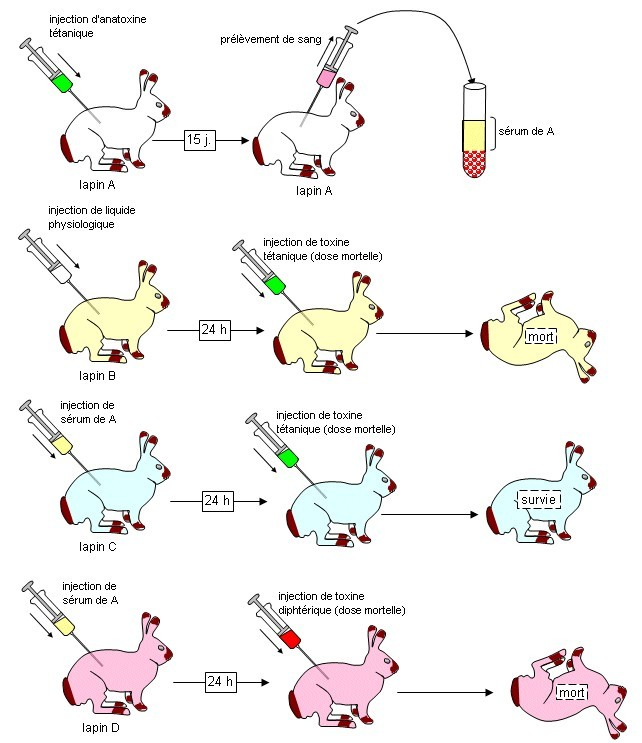 injection d'anatoxine
tétanique
prélèvement de sang
sérum de A
15 j.
lapin A
lapin A
injection de liquide
physiologique
injection de toxine
tétanique (dose mortelle)
24 h
mort
lapin B
injection de
sérum de A
injection de toxine
tétanique (dose mortelle)
24 h
survie
lapin C
injection de
sérum de A
injection de toxine
diphtérique (dose mortelle)
24 h
mort
lapin D